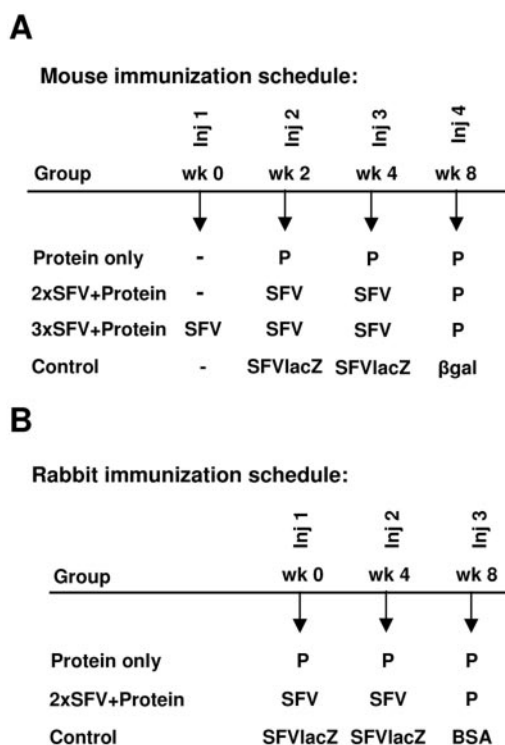 A
Mouse immunization schedule:
Inj 1 Inj 2 Inj 3 Inj 4
Group wk 0 wk 2 wk 4 wk 8
Protein only - P P P
2xSFV+Protein - SFV SFV P
3xSFV+Protein SFV SFV SFV P
Control - SFVlacZ SFVlacZ βgal
B
Rabbit immunization schedule:
Inj 1 Inj 2 Inj 3
Group wk 0 wk 4 wk 8
Protein only P P P
2xSFV+Protein SFV SFV P
Control SFVlacZ SFVlacZ BSA